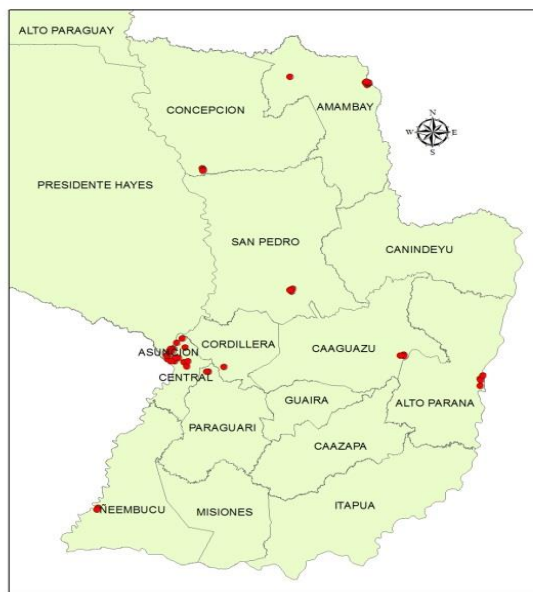 ALTO PARAGUAY
CONCEPCION
AMAMBAY
N
W E
S
PRESIDENTE HAYES
SAN PEDRO
CANINDEYU
ASUNCION
CORDILLERA
CAAGUAZU
CENTRAL
GUAIRA
ALTO PARANA
PARAGUARI
CAAZAPA
ÑEEMBUCU
MISIONES
ITAPUA